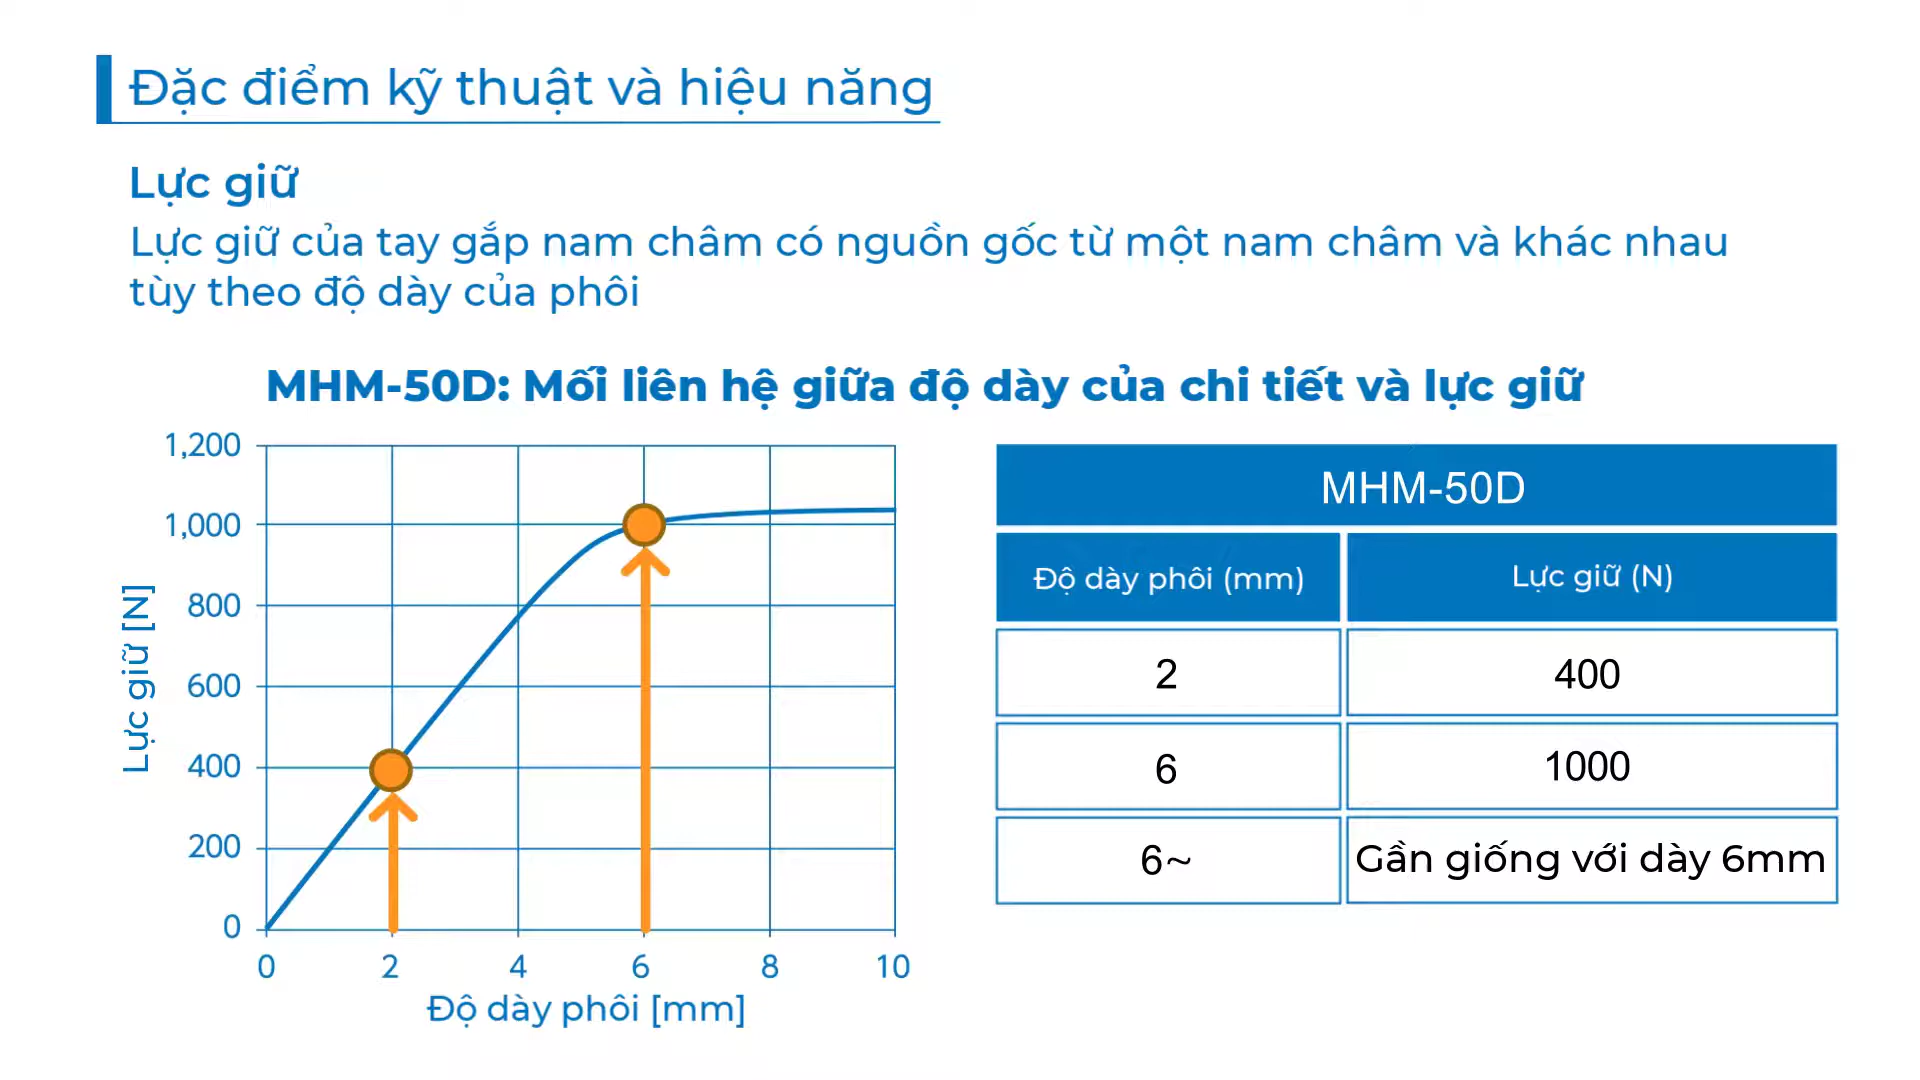 Đặc điểm kỹ thuật và hiệu năng
Lực giữ
Lực giữ của tay gắp nam châm có nguồn gốc từ một nam châm và khác nhau
tùy theo độ dày của phôi
MHM-50D: Mối liên hệ giữa độ dày của chi tiết và lực giữ
Lực giữ [N]
1,200
1,000
800
600
400
200
0
0 2 4 6 8 10
Độ dày phôi [mm]
MHM-50D
Độ dày phôi (mm) Lực giữ (N)
2 400
6 1000
6~ Gần giống với dày 6mm